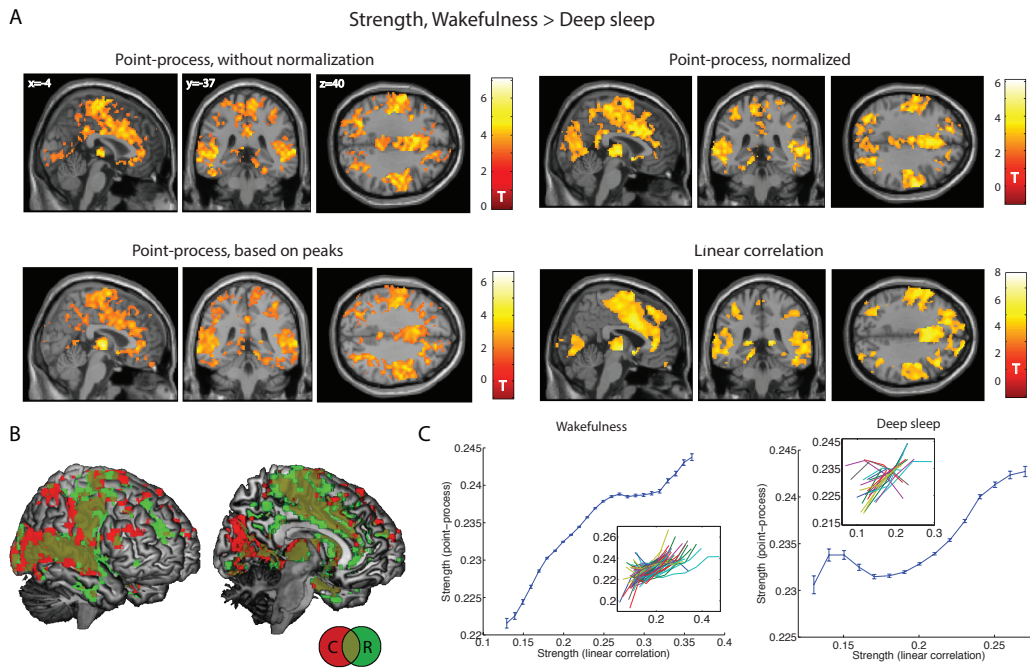 A
Strength, Wakefulness > Deep sleep
Point-process, without normalization
x=-4
y=-37
z=40
6
4
2
0
T
Point-process, normalized
6
4
2
0
T
Point-process, based on peaks
6
4
2
0
T
Linear correlation
8
6
4
2
0
T
B
C R
C
Wakefulness
Strength (point-process)
0.245
0.24
0.235
0.23
0.225
0.22
0.26
0.24
0.22
0.2
0.2 0.4
0.1 0.15 0.2 0.25 0.3 0.35 0.4
Strength (linear correlation)
Deep sleep
Strength (point-process)
0.245
0.24
0.235
0.23
0.225
0.245
0.235
0.225
0.215
0.1 0.2 0.3
0.15 0.2 0.25
Strength (linear correlation)